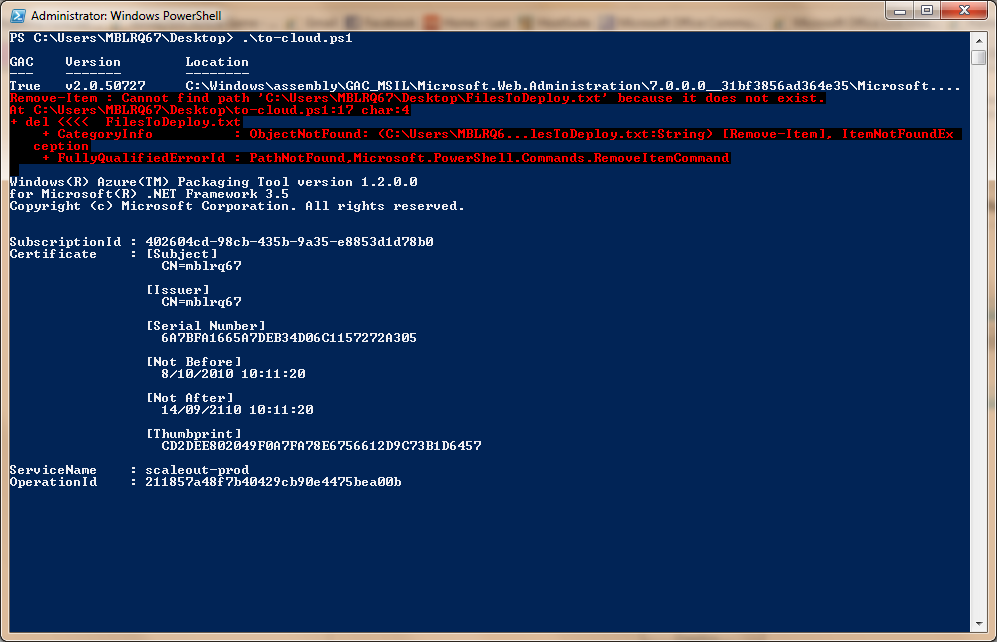 Administrator: Windows PowerShell
PS C:\Users\MBLRQ67\Desktop> .\to-cloud.ps1
GAC    Version        Location
---    -------        --------
True   v2.0.50727     C:\Windows\assembly\GAC_MSIL\Microsoft.Web.Administration\7.0.0.0__31bf3856ad364e35\Microsoft....
Remove-Item : Cannot find path 'C:\Users\MBLRQ67\Desktop\FilesToDeploy.txt' because it does not exist.
At C:\Users\MBLRQ67\Desktop\to-cloud.ps1:17 char:4
+ del <<<<  FilesToDeploy.txt
    + CategoryInfo          : ObjectNotFound: (C:\Users\MBLRQ6...lesToDeploy.txt:String) [Remove-Item], ItemNotFoundEx
   ception
    + FullyQualifiedErrorId : PathNotFound,Microsoft.PowerShell.Commands.RemoveItemCommand
Windows(R) Azure(TM) Packaging Tool version 1.2.0.0
for Microsoft(R) .NET Framework 3.5
Copyright (c) Microsoft Corporation. All rights reserved.
SubscriptionId : 402604cd-98cb-435b-9a35-e8853d1d78b0
Certificate    : [Subject]
CN=mblrq67
[Issuer]
CN=mblrq67
[Serial Number]
6A7BFA1665A7DEB34D06C1157272A305
[Not Before]
8/10/2010 10:11:20
[Not After]
14/09/2110 10:11:20
[Thumbprint]
CD2DEE802049F0A7FA78E6756612D9C73B1D6457
ServiceName    : scaleout-prod
OperationId    : 211857a48f7b40429cb90e4475bea00b